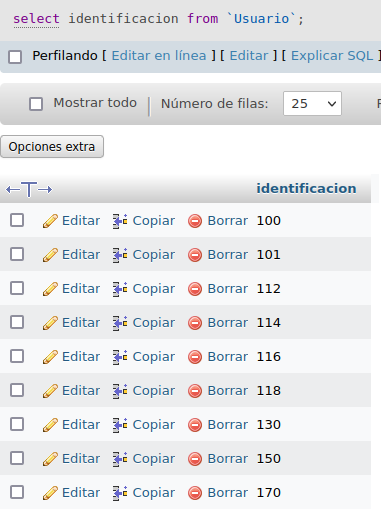 select identificacion from `Usuario`;
Perfilando [ Editar en línea ] [ Editar ] [ Explicar SQL ]
Mostrar todo | Número de filas: 25
Opciones extra
←T→ identificacion
Editar Copiar Borrar 100
Editar Copiar Borrar 101
Editar Copiar Borrar 112
Editar Copiar Borrar 114
Editar Copiar Borrar 116
Editar Copiar Borrar 118
Editar Copiar Borrar 130
Editar Copiar Borrar 150
Editar Copiar Borrar 170